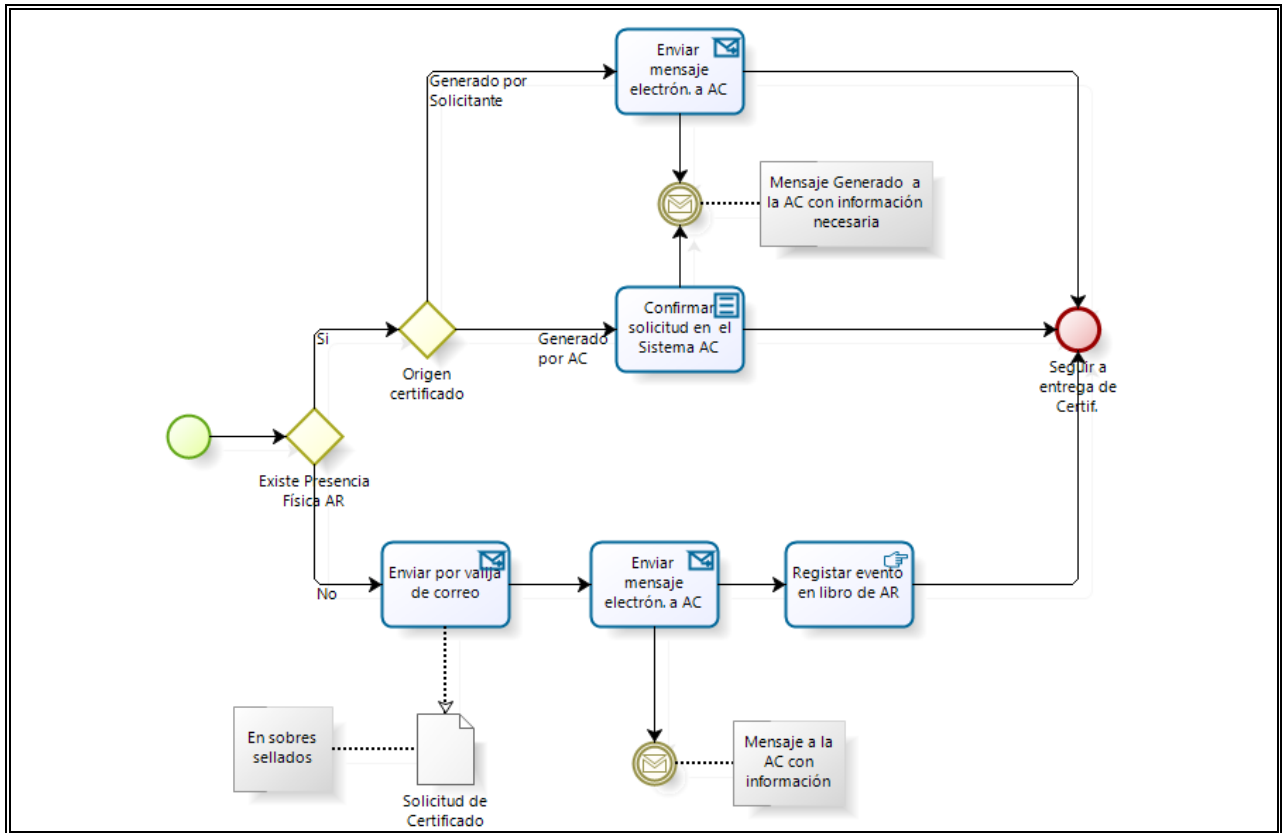 Enviar
mensaje
electrón. a AC
Generado por
Solicitante
Mensaje Generado a
la AC con información
necesaria
Confirmar
solicitud en el
Sistema AC
Si
Generado
por AC
Origen
certificado
Seguir a
entrega de
Certif.
Existe Presencia
Física AR
No
Enviar por valija
de correo
Enviar
mensaje
electrón. a AC
Registar evento
en libro de AR
En sobres
sellados
Mensaje a la
AC con
información
Solicitud de
Certificado